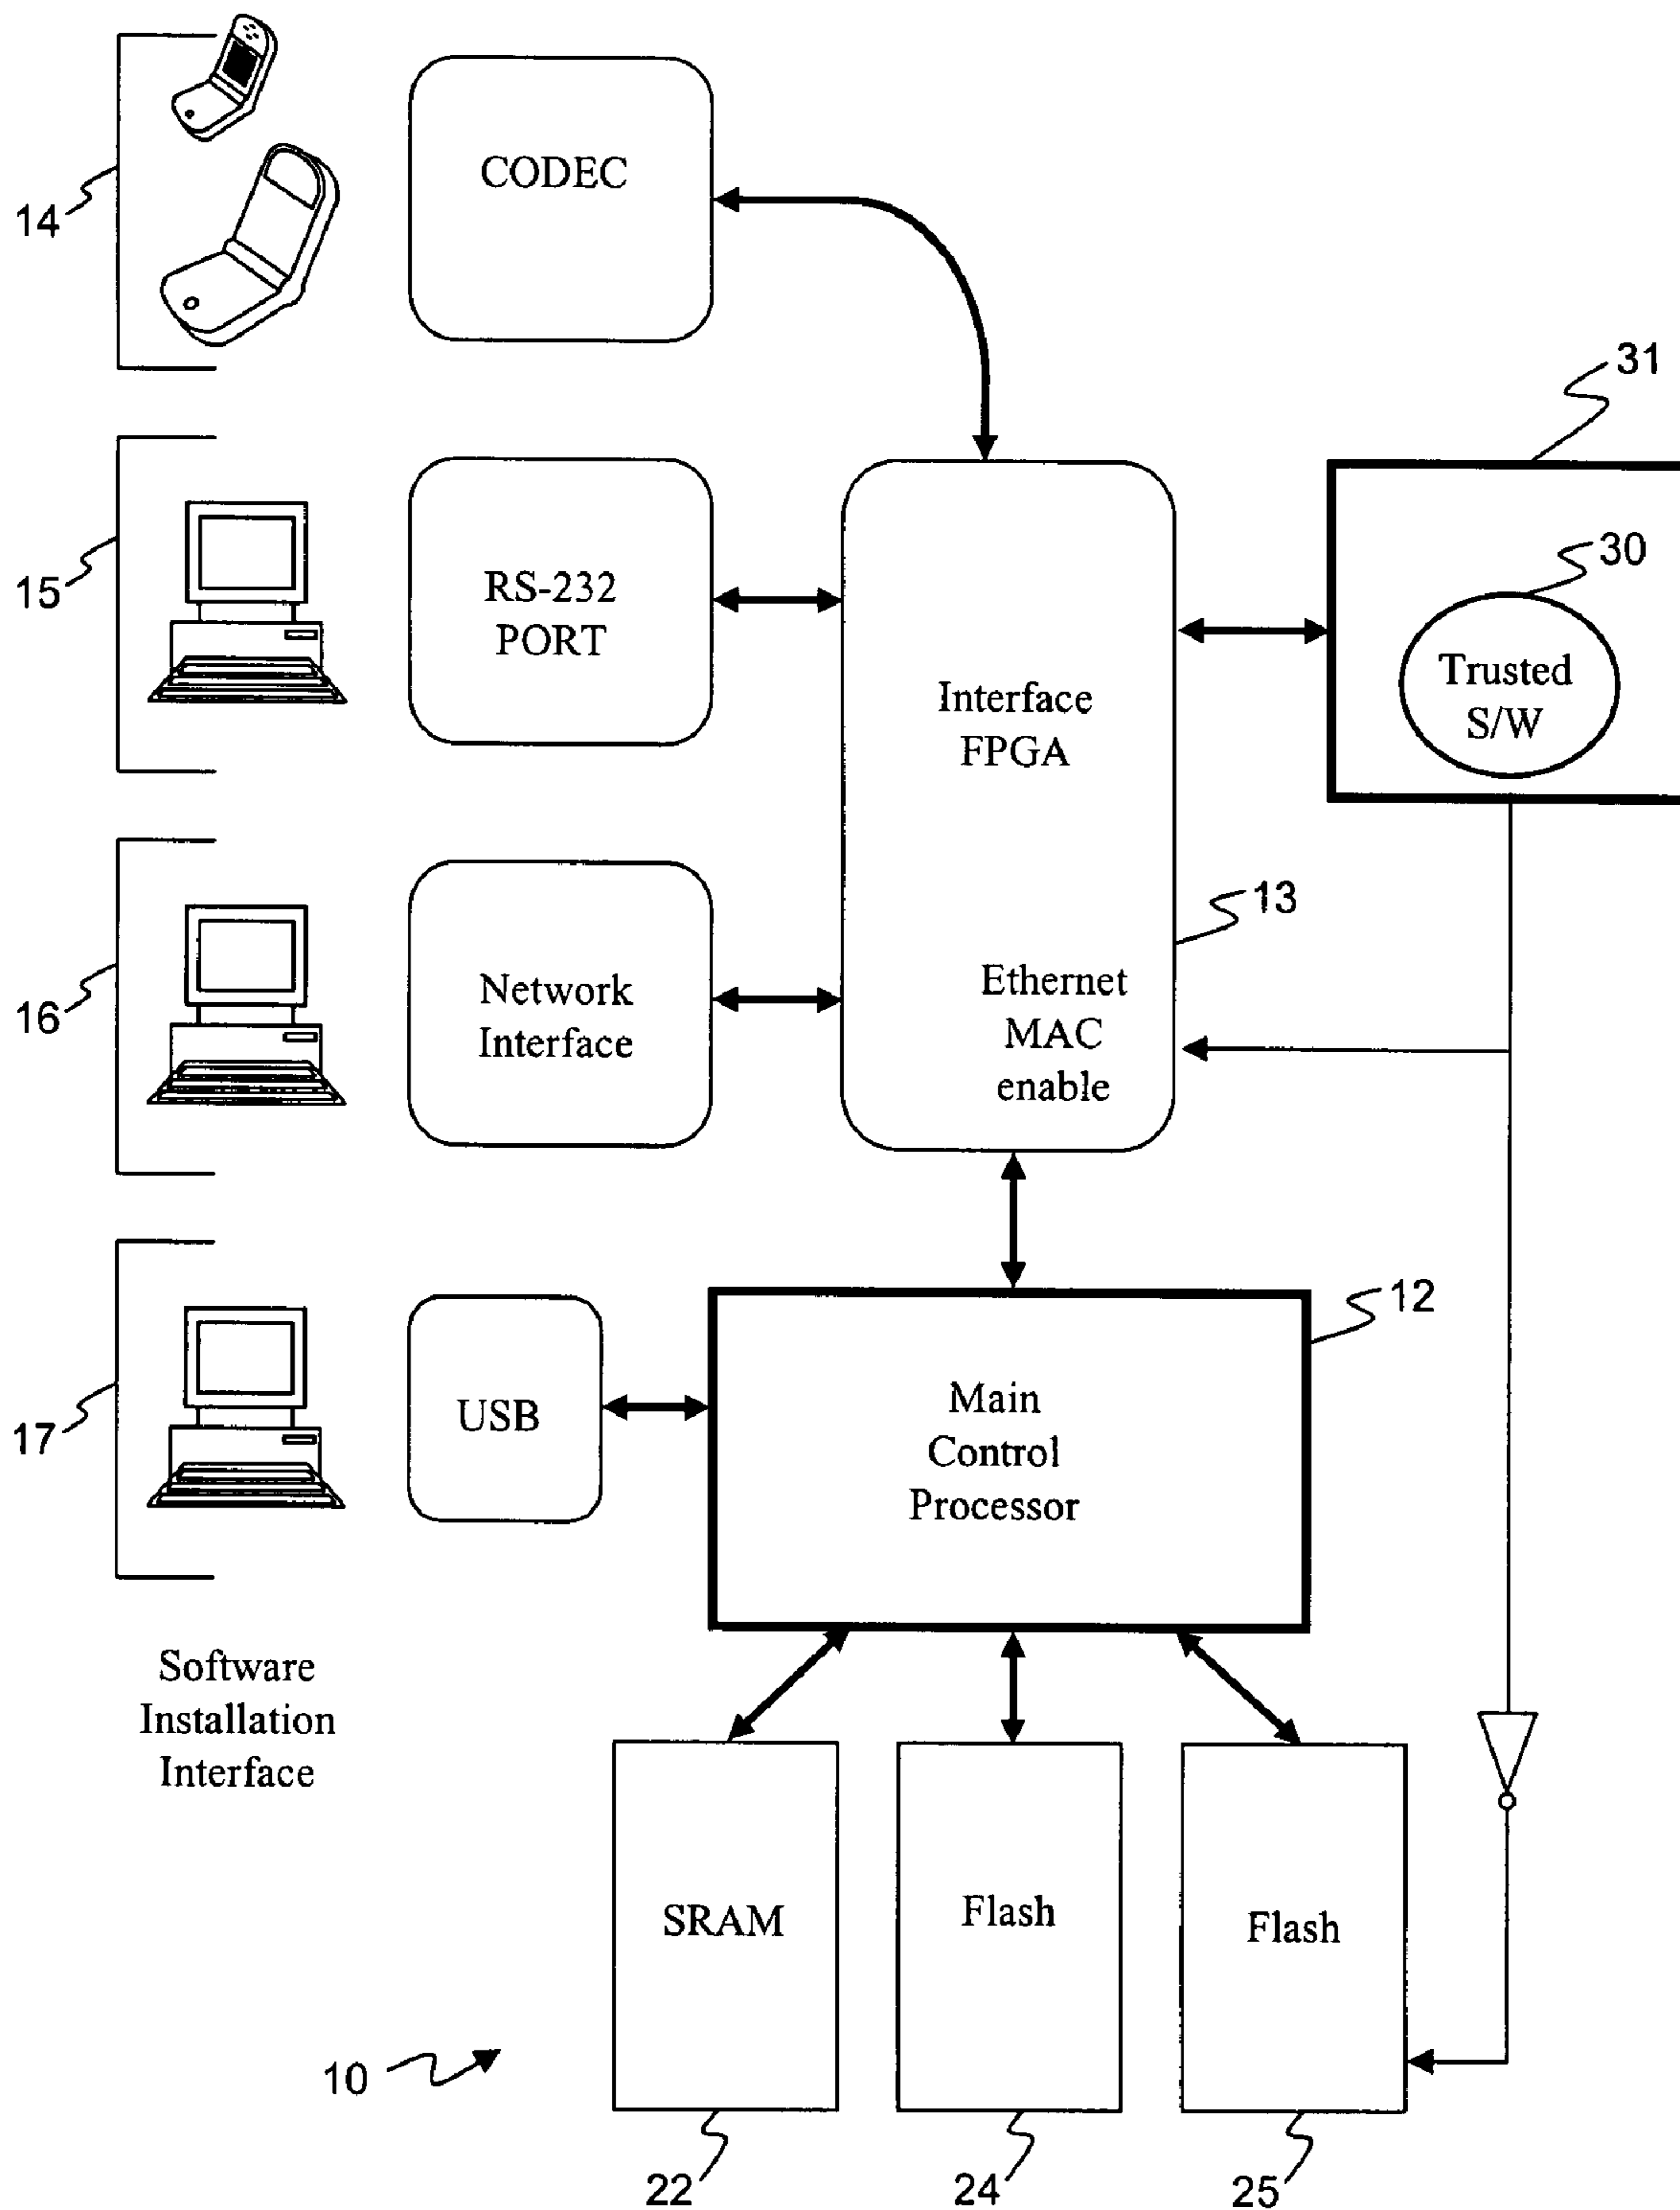 14
CODEC
31
15
RS-232
PORT
30
Trusted
S/W
Interface
FPGA
13
16
Network
Interface
Ethernet
MAC
enable
12
17
USB
Main
Control
Processor
Software
Installation
Interface
SRAM
Flash
Flash
10
22
24
25